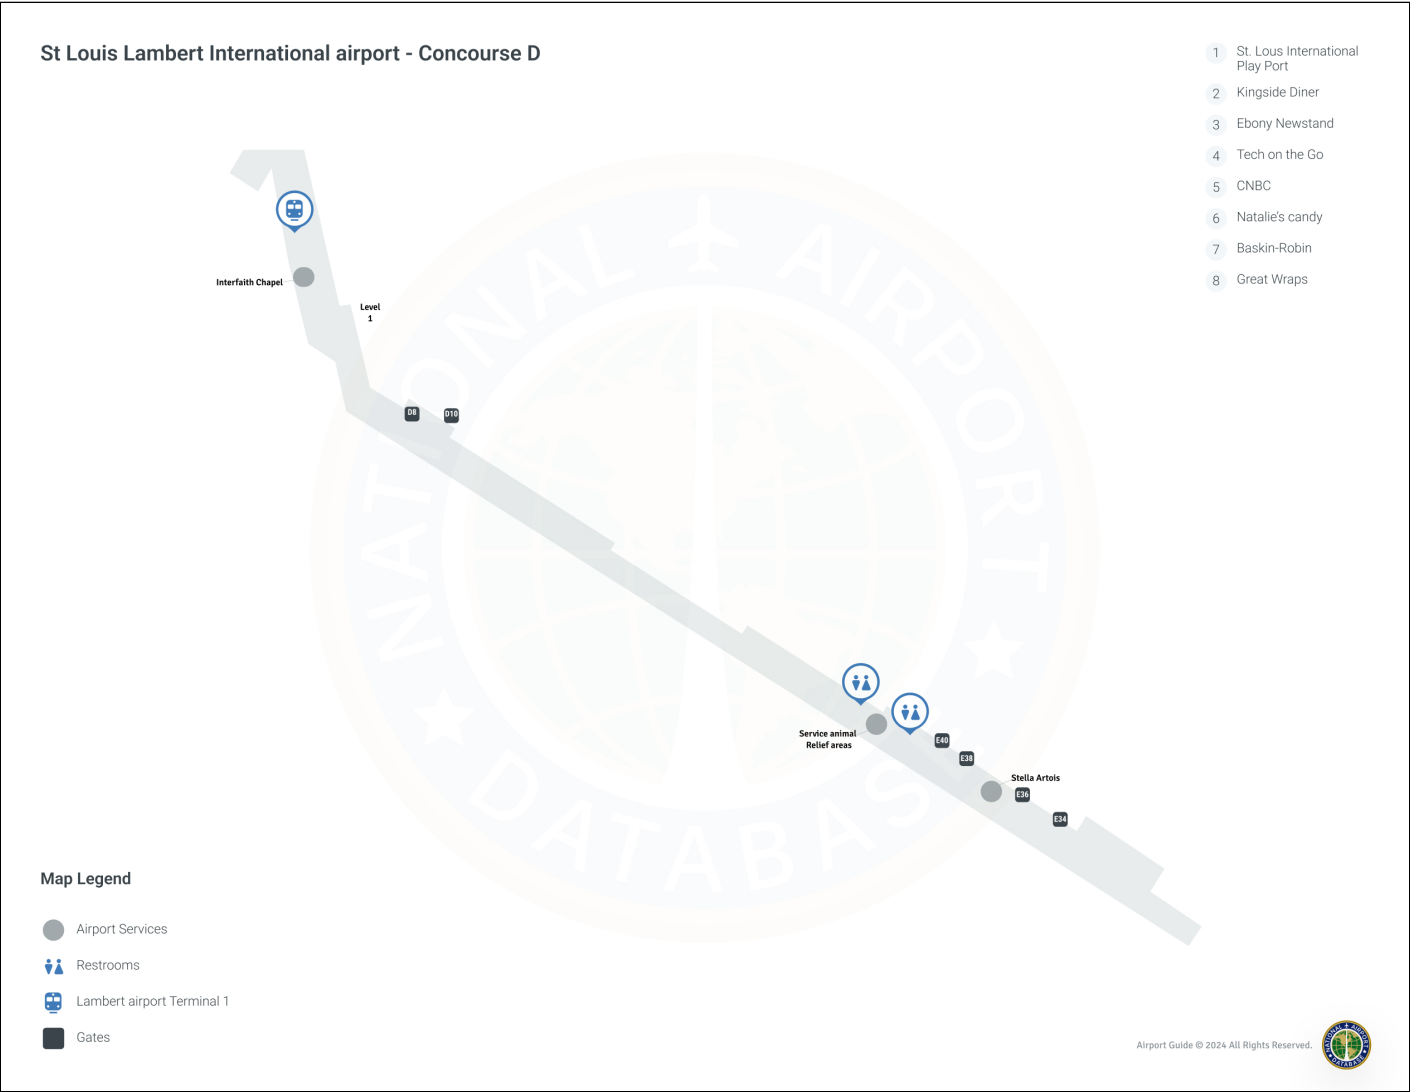 St Louis Lambert International airport - Concourse D
1 St. Lous International
Play Port
2 Kingside Diner
3 Ebony Newstand
4 Tech on the Go
5 CNBC
6 Natalie's candy
7 Baskin-Robin
8 Great Wraps
Interfaith Chapel
Level
1
D8
D10
NATIONAL AIRPORT
DATABASE
Service animal
Relief areas
E40
E38
Stella Artois
E36
E34
Map Legend
Airport Services
Restrooms
Lambert airport Terminal 1
Gates
Airport Guide © 2024 All Rights Reserved.
NATIONAL AIRPORT
DATABASE